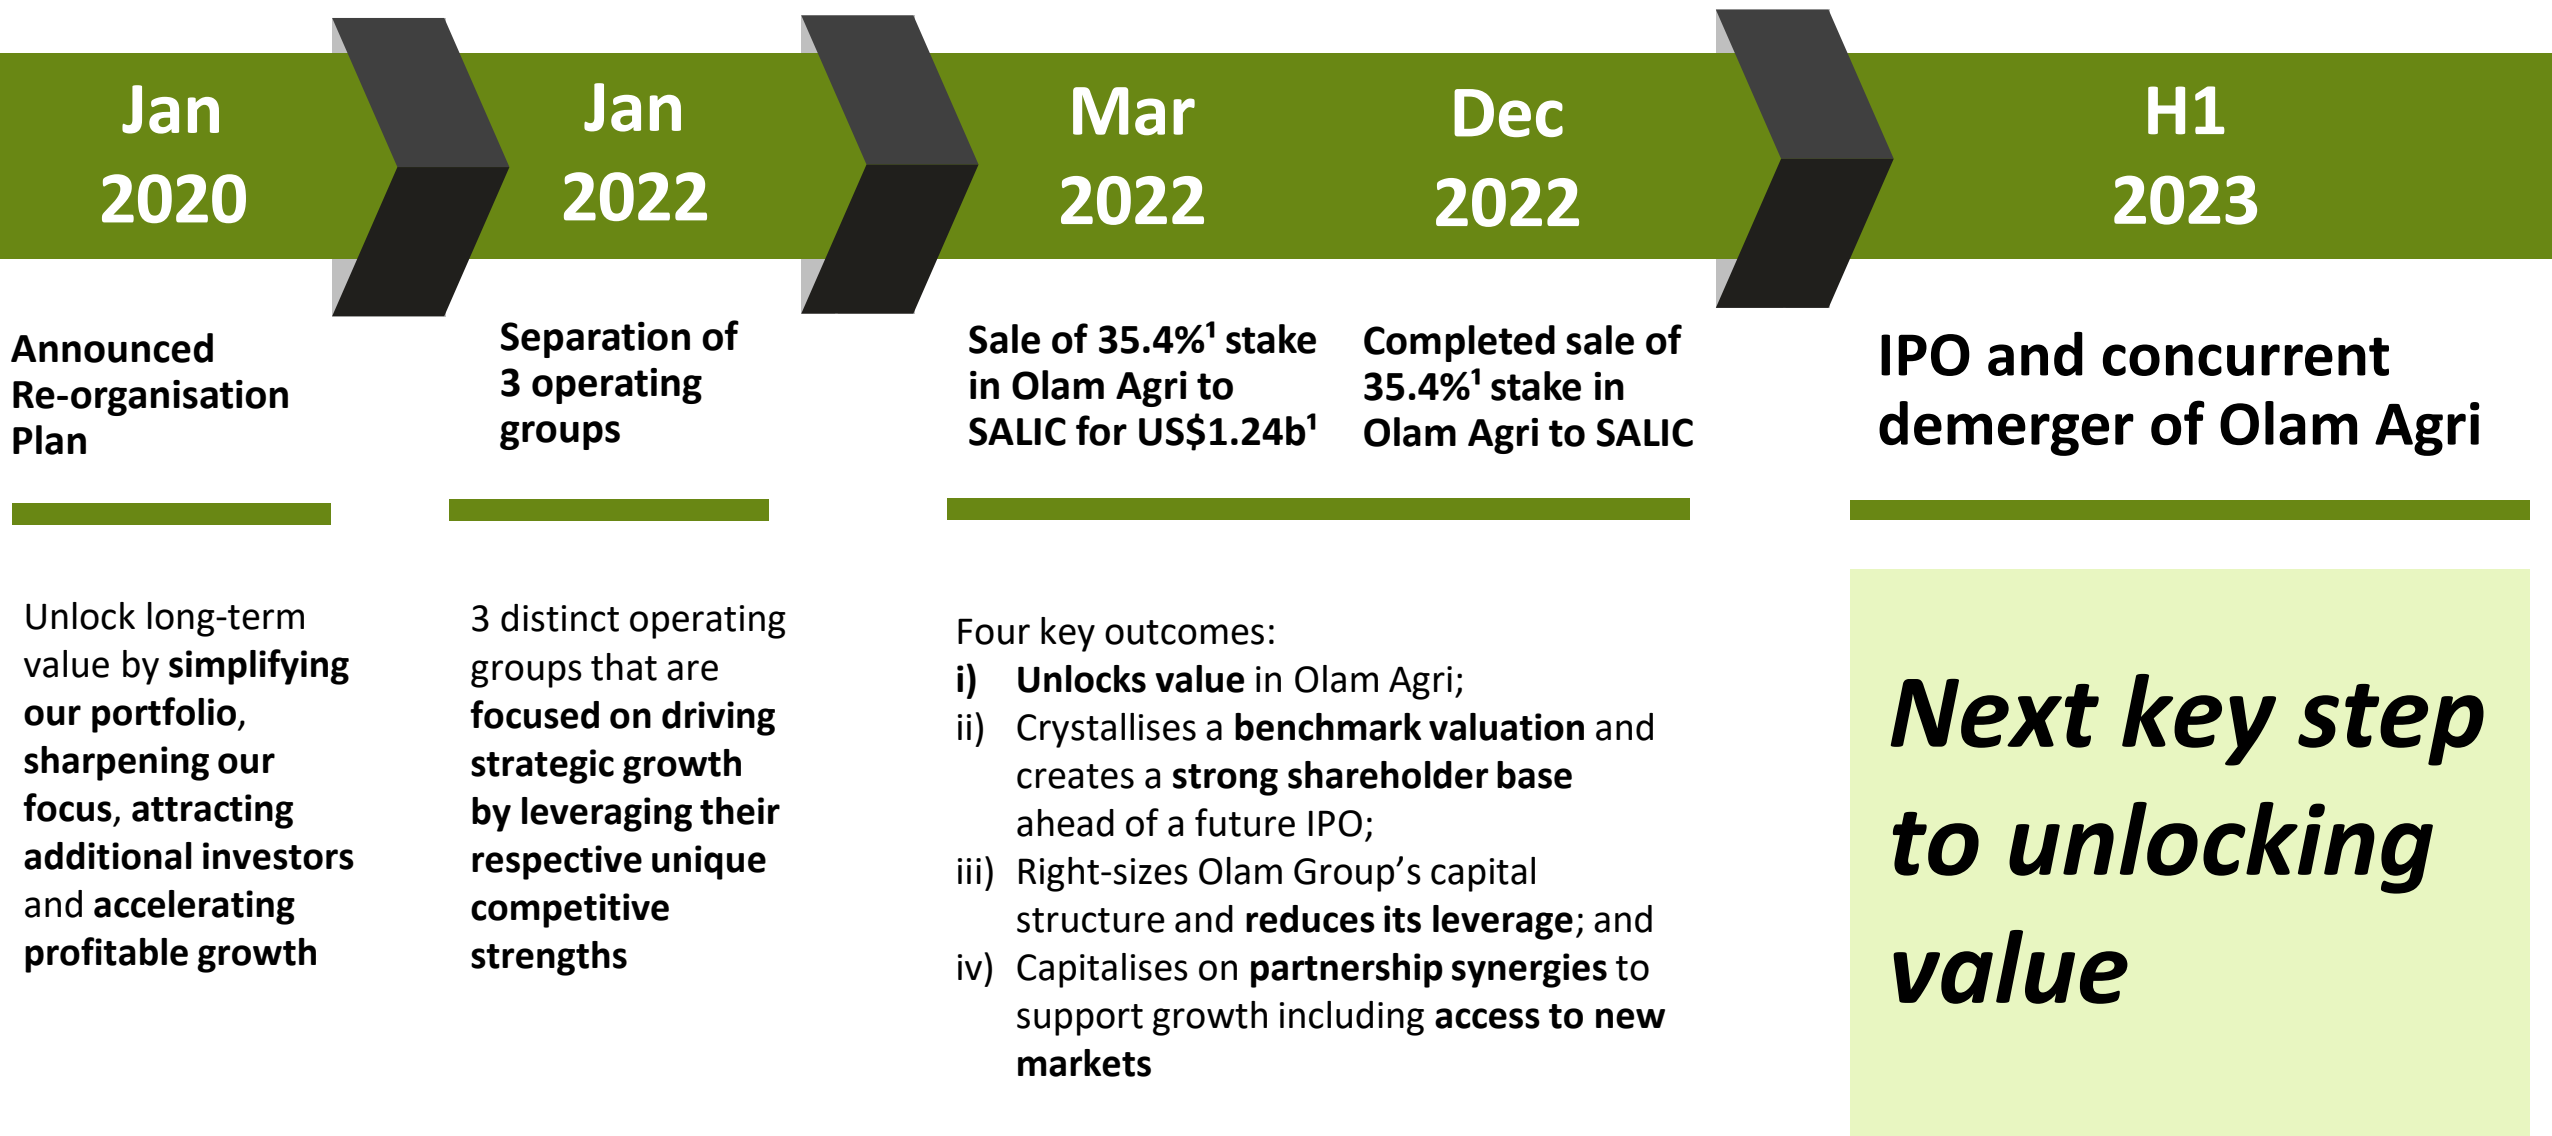 Jan
2020
Jan
2022
Mar
2022
Dec
2022
H1
2023
Announced
Re-organisation
Plan
Separation of
3 operating
groups
Sale of 35.4%¹ stake
in Olam Agri to
SALIC for US$1.24b¹
Completed sale of
35.4%¹ stake in
Olam Agri to SALIC
IPO and concurrent
demerger of Olam Agri
Unlock long-term
value by simplifying
our portfolio,
sharpening our
focus, attracting
additional investors
and accelerating
profitable growth
3 distinct operating
groups that are
focused on driving
strategic growth
by leveraging their
respective unique
competitive
strengths
Four key outcomes:
i) Unlocks value in Olam Agri;
ii) Crystallises a benchmark valuation and
creates a strong shareholder base
ahead of a future IPO;
iii) Right-sizes Olam Group’s capital
structure and reduces its leverage; and
iv) Capitalises on partnership synergies to
support growth including access to new
markets
Next key step
to unlocking
value